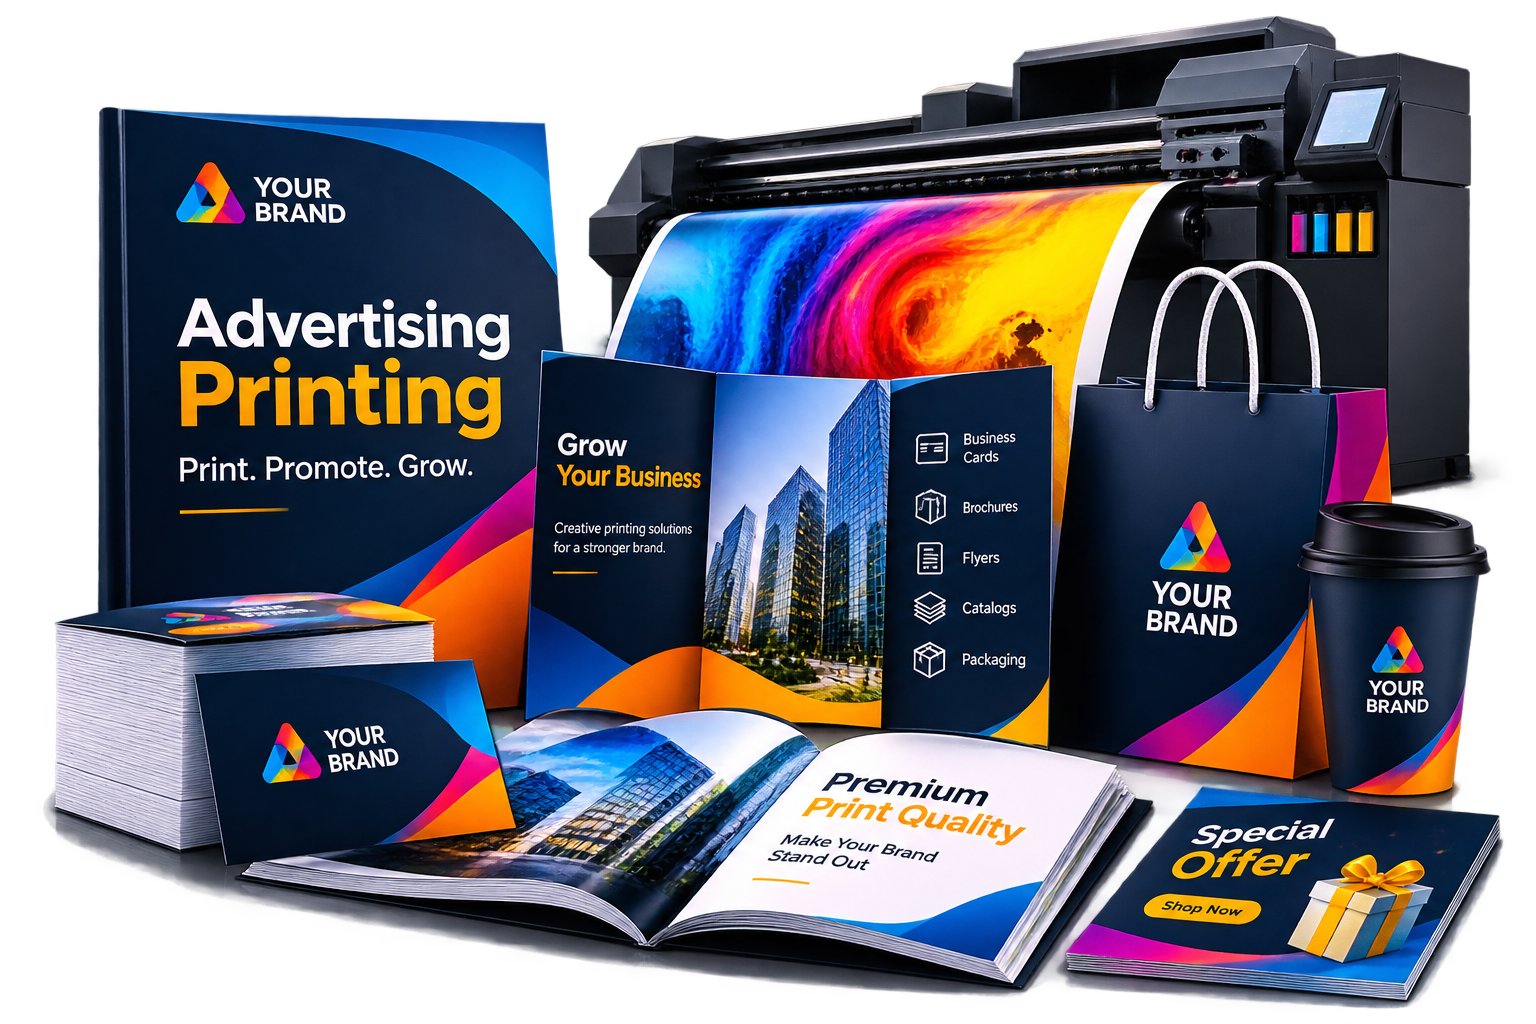 YOUR
BRAND
Advertising
Printing
Print. Promote. Grow.
Grow
Your Business
Creative printing solutions
for a stronger brand.
Business
Cards
Brochures
Flyers
Catalogs
Packaging
YOUR
BRAND
YOUR
BRAND
YOUR
BRAND
Premium
Print Quality
Make Your Brand
Stand Out
Special
Offer
Shop Now